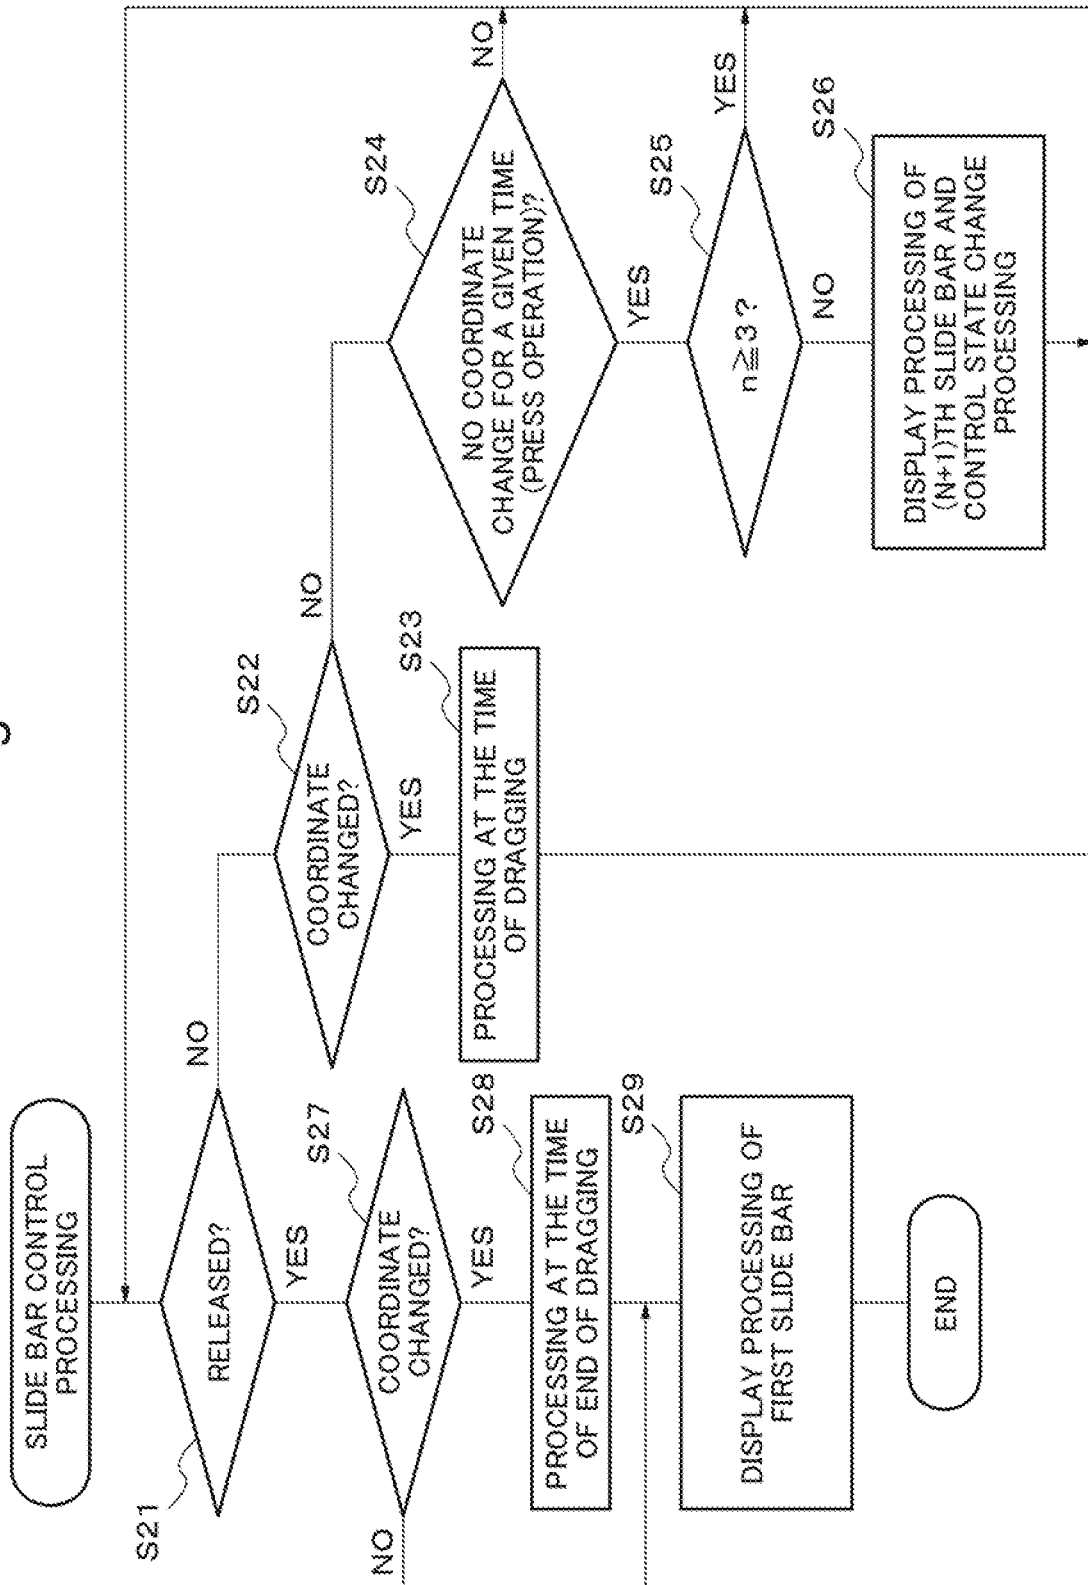 SLIDE BAR CONTROL
PROCESSING
S21
RELEASED?
NO
YES
S22
COORDINATE
CHANGED?
NO
YES
S23
PROCESSING AT THE TIME
OF DRAGGING
S24
NO COORDINATE
CHANGE FOR A GIVEN TIME
(PRESS OPERATION)?
NO
YES
S25
n≧3?
YES
NO
S26
DISPLAY PROCESSING OF
(N+1)TH SLIDE BAR AND
CONTROL STATE CHANGE
PROCESSING
S27
COORDINATE
CHANGED?
NO
YES
S28
PROCESSING AT THE TIME
OF END OF DRAGGING
S29
DISPLAY PROCESSING OF
FIRST SLIDE BAR
END